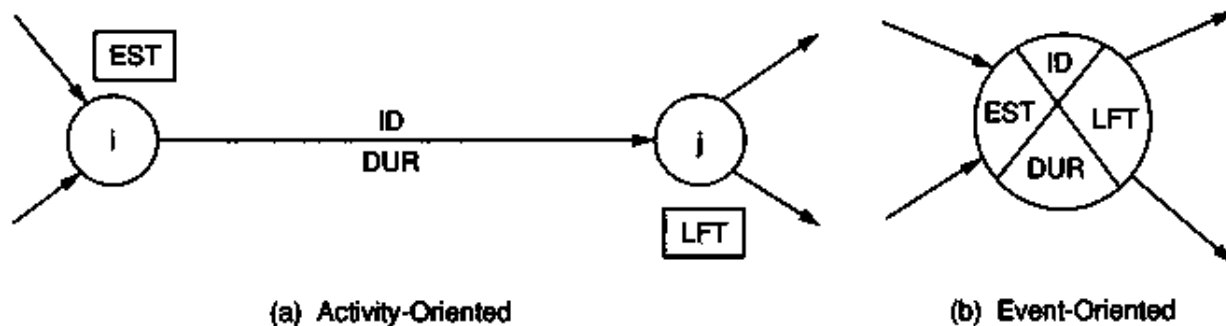 EST
i
ID
DUR
j
LFT
(a) Activity-Oriented
ID
EST
LFT
DUR
(b) Event-Oriented